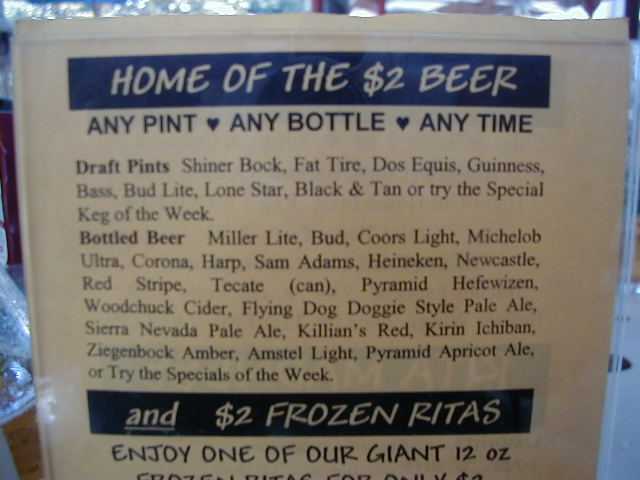 HOME OF THE $2 BEER
ANY PINT ♥ ANY BOTTLE ♥ ANY TIME
Draft Pints Shiner Bock, Fat Tire, Dos Equis, Guinness,
Bass, Bud Lite, Lone Star, Black & Tan or try the Special
Keg of the Week.
Bottled Beer Miller Lite, Bud, Coors Light, Michelob
Ultra, Corona, Harp, Sam Adams, Heineken, Newcastle,
Red Stripe, Tecate (can), Pyramid Hefewizen,
Woodchuck Cider, Flying Dog Doggie Style Pale Ale,
Sierra Nevada Pale Ale, Killian's Red, Kirin Ichiban,
Ziegenbock Amber, Amstel Light, Pyramid Apricot Ale,
or Try the Specials of the Week.
and $2 FROZEN RITAS
ENJOY ONE OF OUR GIANT 12 oz
FROZEN RITAS FOR ONLY $2